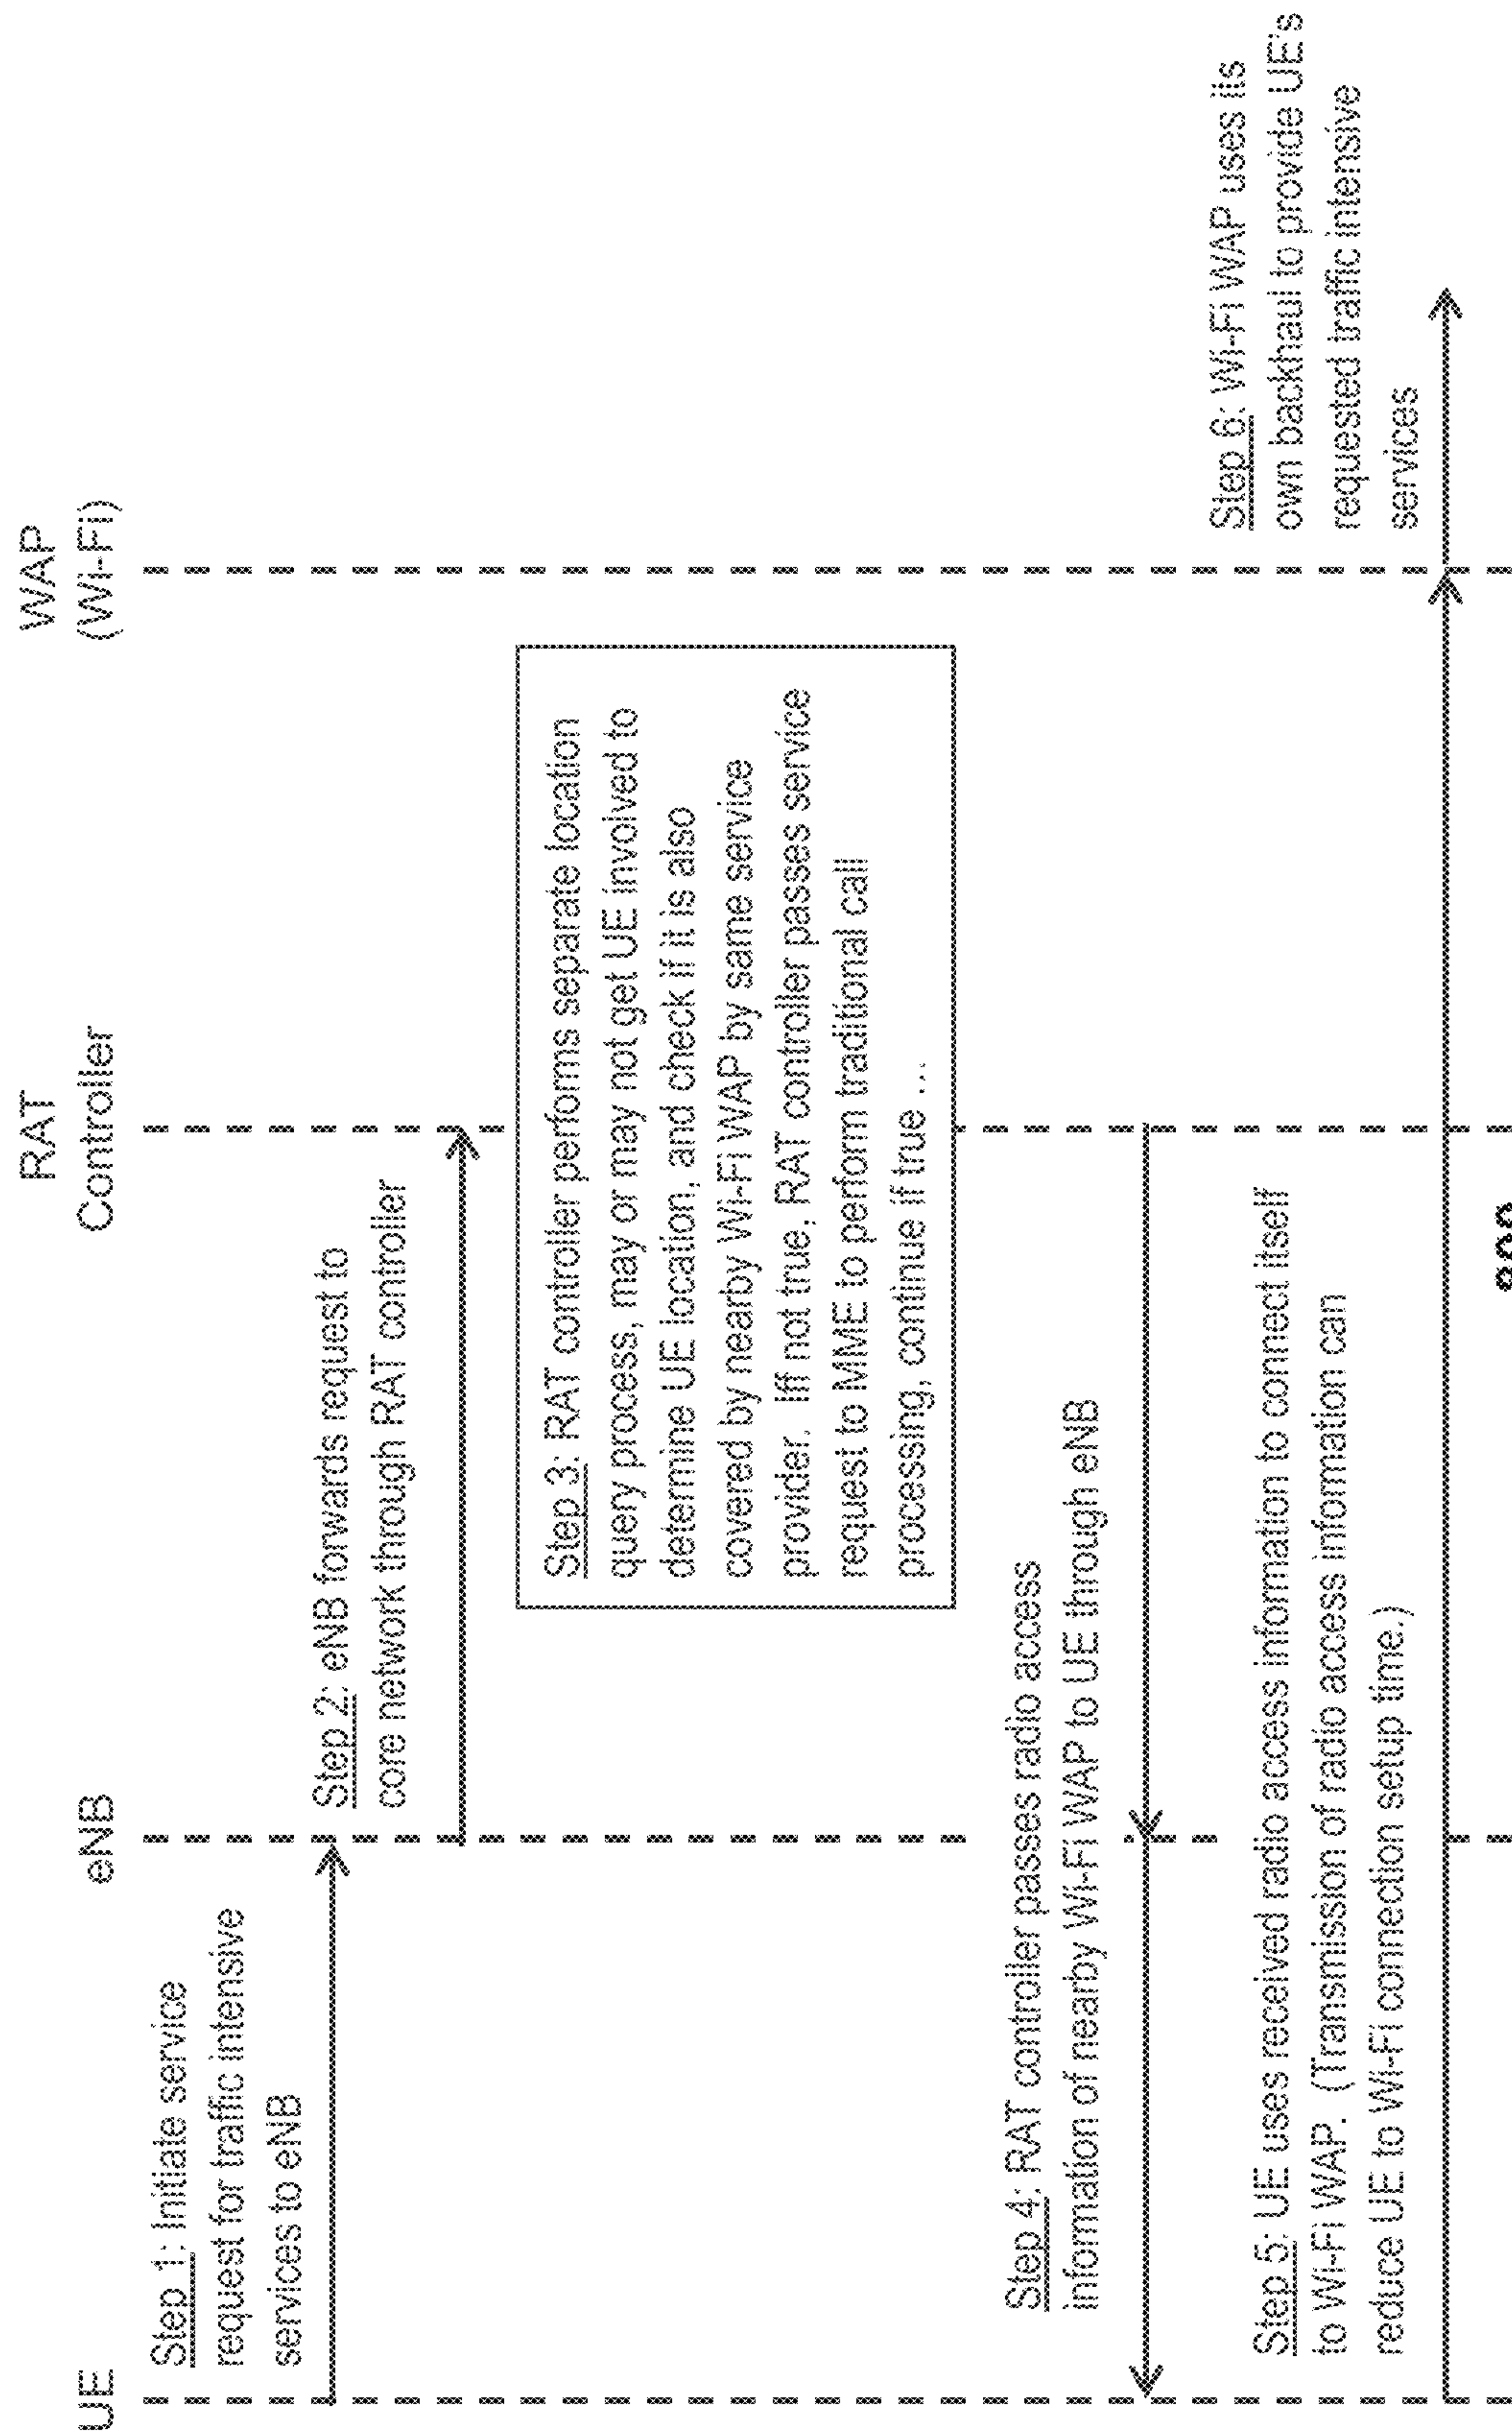 UE
eNB
RAT
Controller
WAP
(Wi-Fi)
Step 1: Initiate service
request for traffic intensive
services to eNB
Step 2: eNB forwards request to
core network through RAT controller
Step 3: RAT controller performs separate location
query process, may or may not get UE involved to
determine UE location, and check if it is also
covered by nearby Wi-Fi WAP by same service
provider. Iff not true, RAT controller passes service
request to MME to perform traditional call
processing, continue if true ...
Step 4: RAT controller passes radio access
information of nearby Wi-Fi WAP to UE through eNB
Step 5: UE uses received radio access information to connect itself
to Wi-Fi WAP. (Transmission of radio access information can
reduce UE to Wi-Fi connection setup time.)
Step 6: Wi-Fi WAP uses its
own backhaul to provide UE's
requested traffic intensive
services